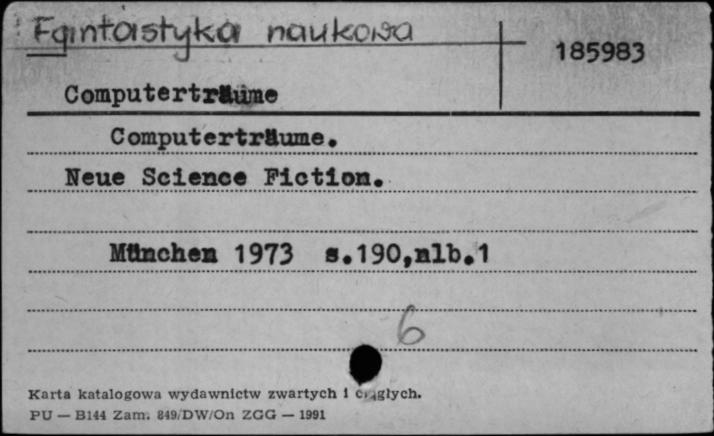 Fantastyka naukowa
185983
Computerträume
Computerträume.
Neue Science Fiction.
München 1973 s.190,nlb.1
6
Karta katalogowa wydawnictw zwartych i ciągłych.
PU — B144 Zam. 849/DW/On ZGG — 1991